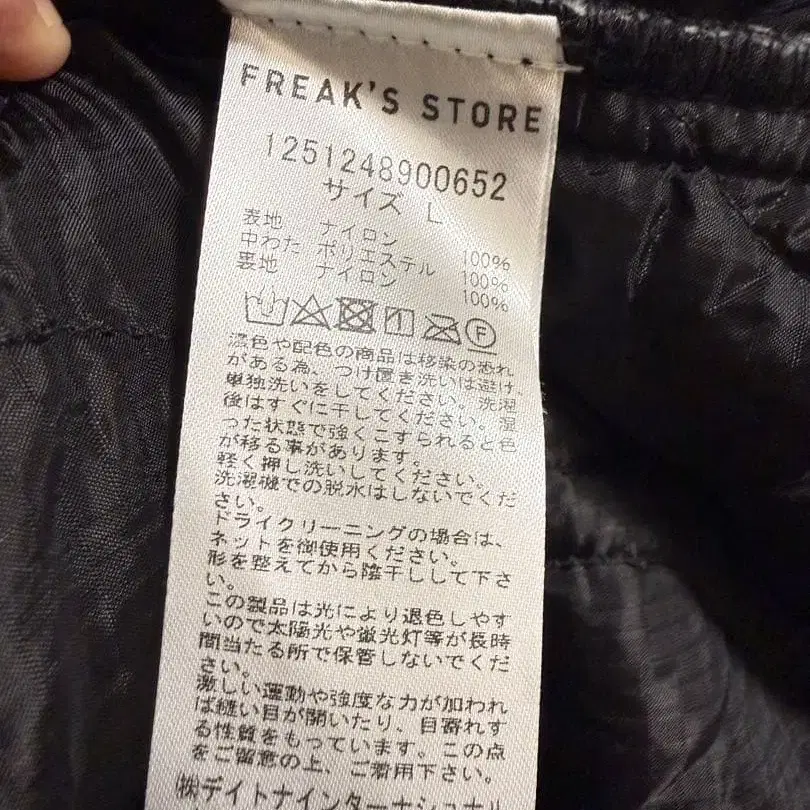 FREAK'S STORE
1251248900652
サイズ L
表地 ナイロン 100%
中わた ポリエステル 100%
裏地 ナイロン 100%
F
濃色や配色の商品は移染の恐れ
がある為、つけ置き洗いは避け、
単独洗いをしてください。洗濯
後はすぐに干してください。湿
った状態で強くこすられると色
が移る事があります。
軽く押し洗いしてください。
洗濯機での脱水はしないでくだ
さい。
ドライクリーニングの場合は、
ネットを御使用ください。
形を整えてから陰干しして下さ
い。
この製品は光により退色しやす
いので太陽光や蛍光灯等が長時
間当たる所で保管しないでくだ
さい。
激しい運動や強度な力が加われ
ば縫い目が開いたり、目寄れす
る性質をもっています。この点
をご留意の上、ご着用下さい。
㈱デイトナインターナショナル